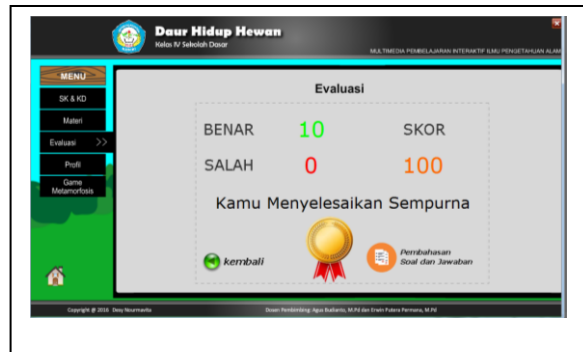 Daur Hidup Hewan
Kelas IV Sekolah Dasar
MULTIMEDIA PEMBELAJARAN INTERAKTIF ILMU PENGETAHUAN ALAM
MENU
SK & KD
Materi
Evaluasi >>
Profil
Game
Metamorfosis
Evaluasi
BENAR 10 SKOR
SALAH 0 100
Kamu Menyelesaikan Sempurna
kembali
Pembahasan
Soal dan Jawaban
Copyright @ 2016 Desy Nourmavita
Dosen Pembimbing: Agus Budianto, M.Pd dan Erwin Putera Permana, M.Pd